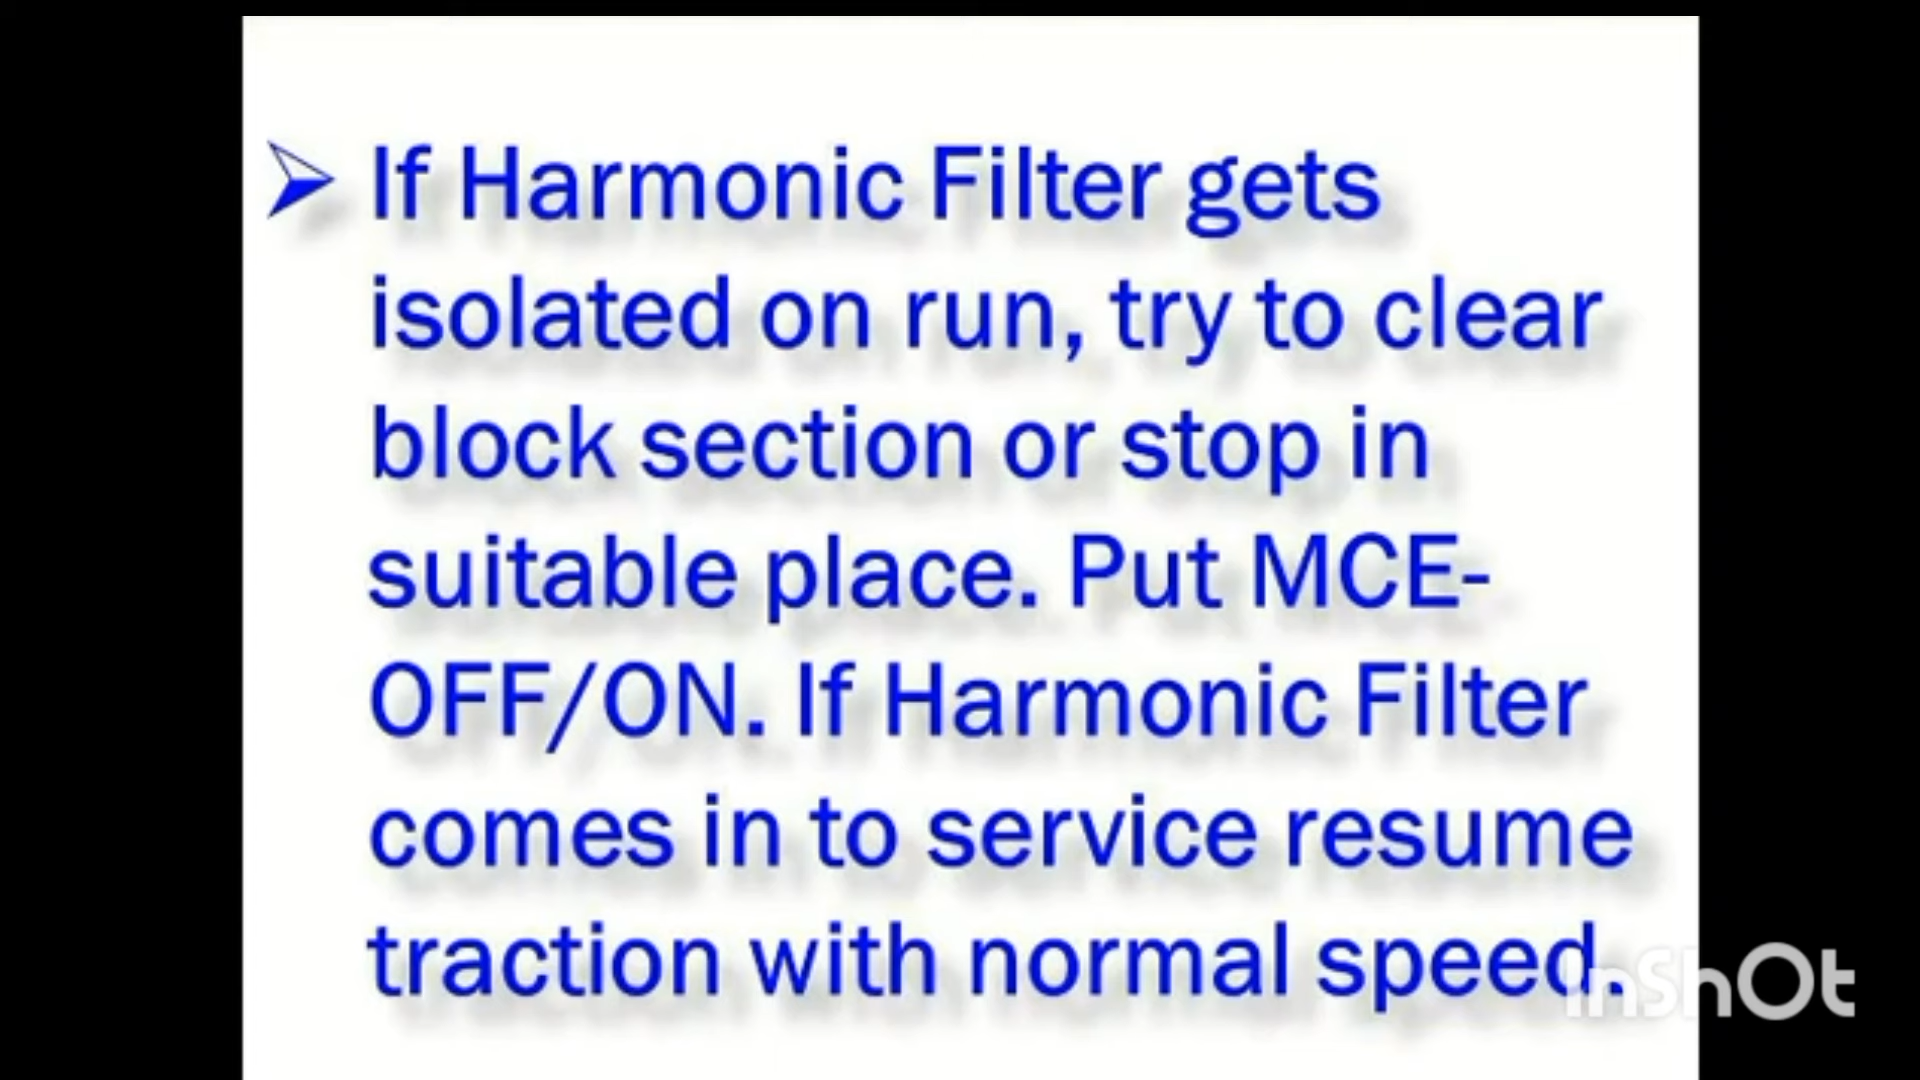 If Harmonic Filter gets
isolated on run, try to clear
block section or stop in
suitable place. Put MCE-
OFF/ON. If Harmonic Filter
comes in to service resume
traction with normal speed.
InShOt